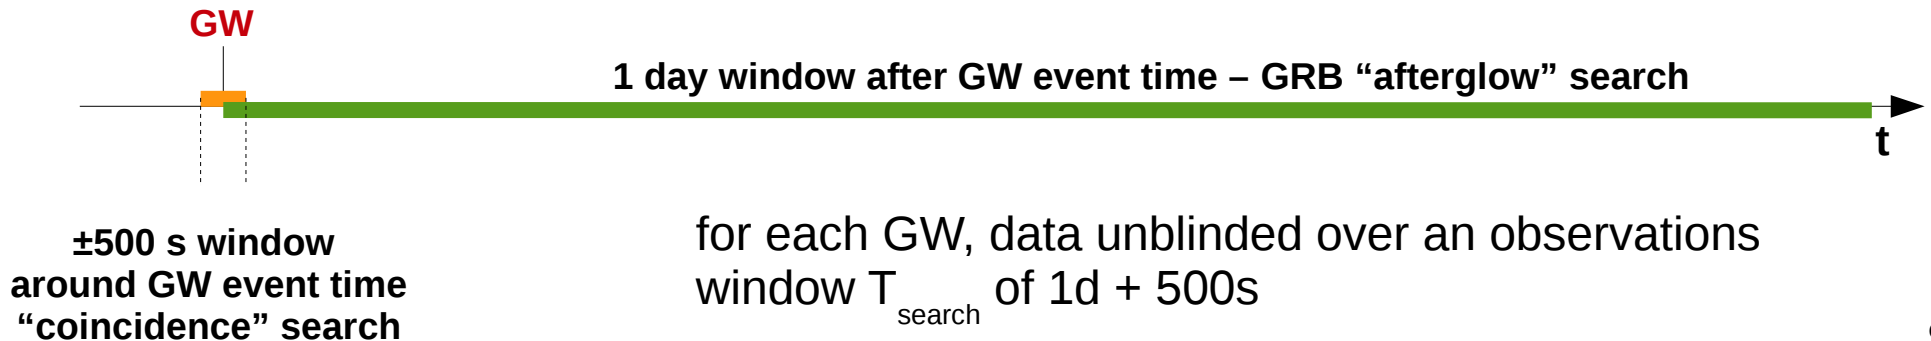 GW
1 day window after GW event time – GRB “afterglow” search
t
±500 s window
around GW event time
“coincidence” search
for each GW, data unblinded over an observations
window Tsearch of 1d + 500s